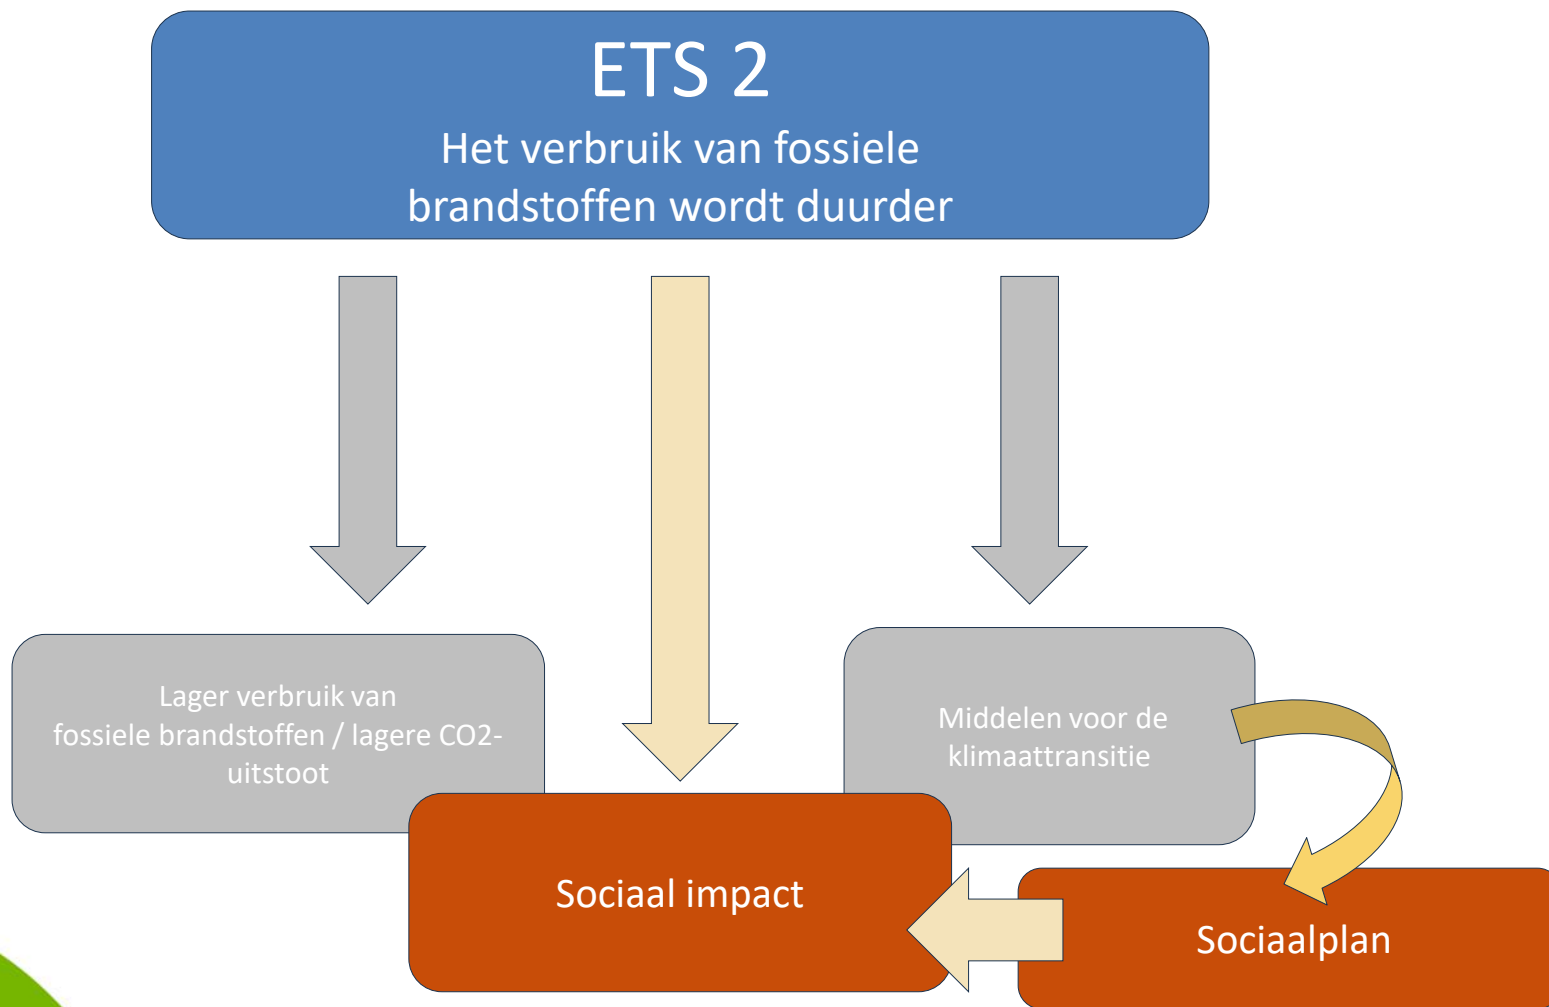 ETS 2
Het verbruik van fossiele
brandstoffen wordt duurder
Lager verbruik van
fossiele brandstoffen / lagere CO2-
uitstoot
Middelen voor de
klimaattransitie
Sociaal impact
Sociaalplan